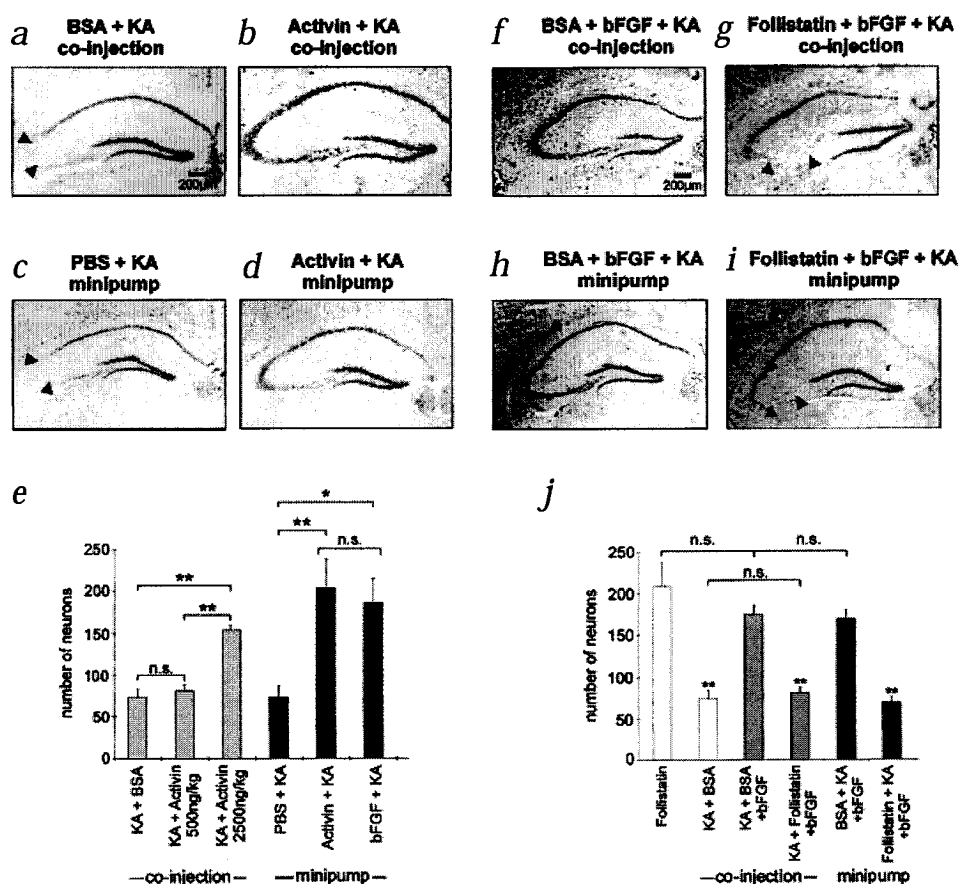 a
BSA + KA
co-injection
b
Activin + KA
co-injection
f
BSA + bFGF + KA
co-injection
g
Follistatin + bFGF + KA
co-injection
200µm
200µm
c
PBS + KA
minipump
d
Activin + KA
minipump
h
BSA + bFGF + KA
minipump
i
Follistatin + bFGF + KA
minipump
e
number of neurons
250
200
150
100
50
0
**
**
n.s.
*
**
n.s.
KA + BSA
KA + Activin
500ng/kg
KA + Activin
2500ng/kg
PBS + KA
Activin + KA
bFGF + KA
co-injection
minipump
j
number of neurons
250
200
150
100
50
0
n.s.
n.s.
n.s.
**
**
**
Follistatin
KA + BSA
KA + BSA
+bFGF
KA + Follistatin
+bFGF
BSA + KA
+bFGF
Follistatin + KA
+bFGF
co-injection
minipump